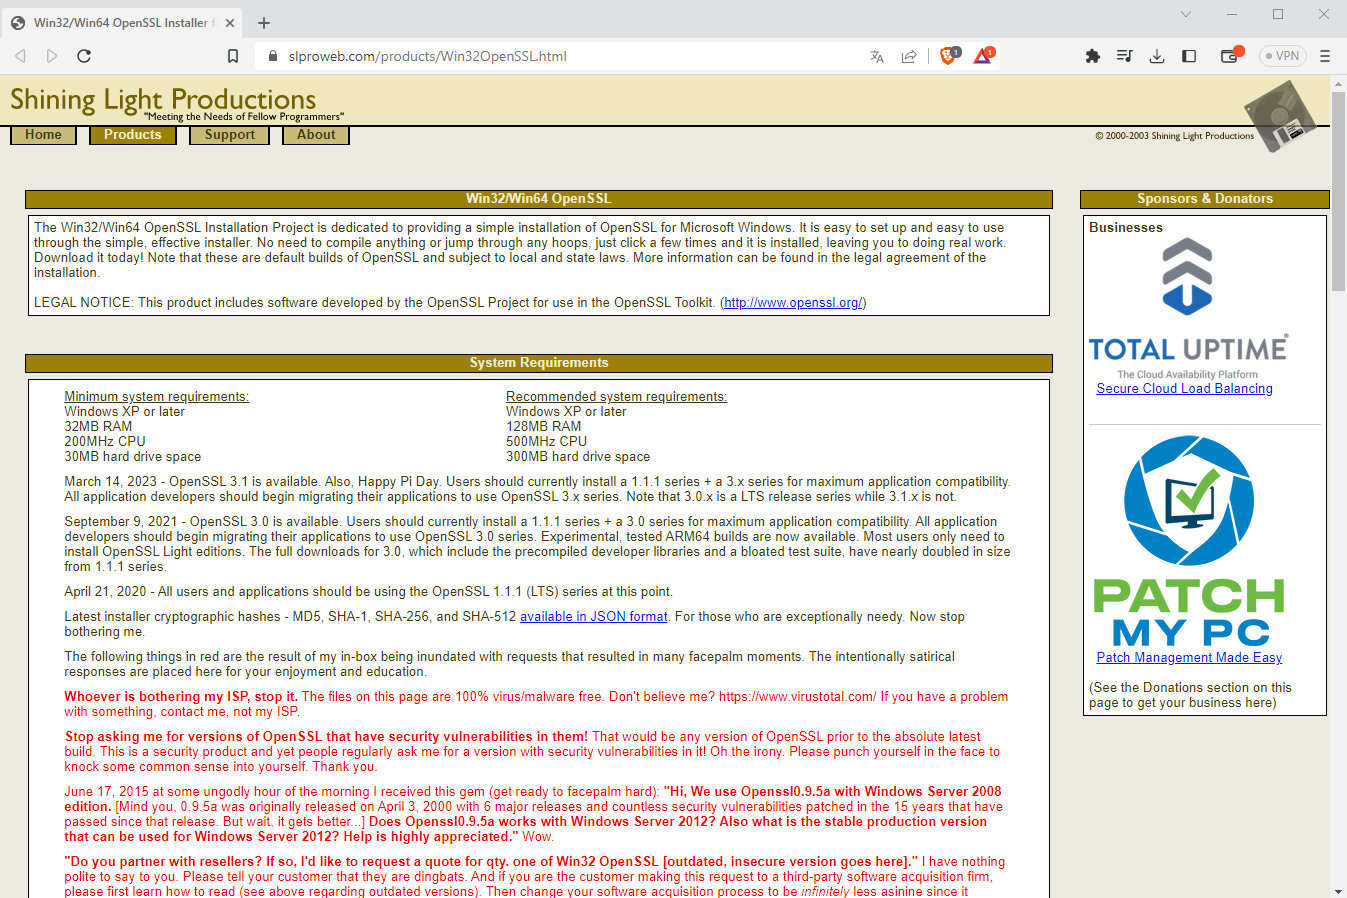 Win32/Win64 OpenSSL Installer f
slproweb.com/products/Win32OpenSSL.html
1
1
VPN
Shining Light Productions
"Meeting the Needs of Fellow Programmers"
Home
Products
Support
About
© 2000-2003 Shining Light Productions
Win32/Win64 OpenSSL
The Win32/Win64 OpenSSL Installation Project is dedicated to providing a simple installation of OpenSSL for Microsoft Windows. It is easy to set up and easy to use
through the simple, effective installer. No need to compile anything or jump through any hoops, just click a few times and it is installed, leaving you to doing real work.
Download it today! Note that these are default builds of OpenSSL and subject to local and state laws. More information can be found in the legal agreement of the
installation.
LEGAL NOTICE: This product includes software developed by the OpenSSL Project for use in the OpenSSL Toolkit. (http://www.openssl.org/)
System Requirements
Minimum system requirements:
Windows XP or later
32MB RAM
200MHz CPU
30MB hard drive space
Recommended system requirements:
Windows XP or later
128MB RAM
500MHz CPU
300MB hard drive space
March 14, 2023 - OpenSSL 3.1 is available. Also, Happy Pi Day. Users should currently install a 1.1.1 series + a 3.x series for maximum application compatibility.
All application developers should begin migrating their applications to use OpenSSL 3.x series. Note that 3.0.x is a LTS release series while 3.1.x is not.
September 9, 2021 - OpenSSL 3.0 is available. Users should currently install a 1.1.1 series + a 3.0 series for maximum application compatibility. All application
developers should begin migrating their applications to use OpenSSL 3.0 series. Experimental, tested ARM64 builds are now available. Most users only need to
install OpenSSL Light editions. The full downloads for 3.0, which include the precompiled developer libraries and a bloated test suite, have nearly doubled in size
from 1.1.1 series.
April 21, 2020 - All users and applications should be using the OpenSSL 1.1.1 (LTS) series at this point.
Latest installer cryptographic hashes - MD5, SHA-1, SHA-256, and SHA-512 available in JSON format. For those who are exceptionally needy. Now stop
bothering me.
The following things in red are the result of my in-box being inundated with requests that resulted in many facepalm moments. The intentionally satirical
responses are placed here for your enjoyment and education.
Whoever is bothering my ISP, stop it. The files on this page are 100% virus/malware free. Don't believe me? https://www.virustotal.com/ If you have a problem
with something, contact me, not my ISP.
Stop asking me for versions of OpenSSL that have security vulnerabilities in them! That would be any version of OpenSSL prior to the absolute latest
build. This is a security product and yet people regularly ask me for a version with security vulnerabilities in it! Oh the irony. Please punch yourself in the face to
knock some common sense into yourself. Thank you.
June 17, 2015 at some ungodly hour of the morning I received this gem (get ready to facepalm hard): "Hi, We use Openssl0.9.5a with Windows Server 2008
edition. [Mind you, 0.9.5a was originally released on April 3, 2000 with 6 major releases and countless security vulnerabilities patched in the 15 years that have
passed since that release. But wait, it gets better...] Does Openssl0.9.5a works with Windows Server 2012? Also what is the stable production version
that can be used for Windows Server 2012? Help is highly appreciated." Wow.
"Do you partner with resellers? If so, I'd like to request a quote for qty. one of Win32 OpenSSL [outdated, insecure version goes here]." I have nothing
polite to say to you. Please tell your customer that they are dingbats. And if you are the customer making this request to a third-party software acquisition firm,
please first learn how to read (see above regarding outdated versions). Then change your software acquisition process to be infinitely less asinine since it
Sponsors & Donators
Businesses
TOTAL UPTIME®
The Cloud Availability Platform
Secure Cloud Load Balancing
PATCH
MY PC
Patch Management Made Easy
(See the Donations section on this
page to get your business here)